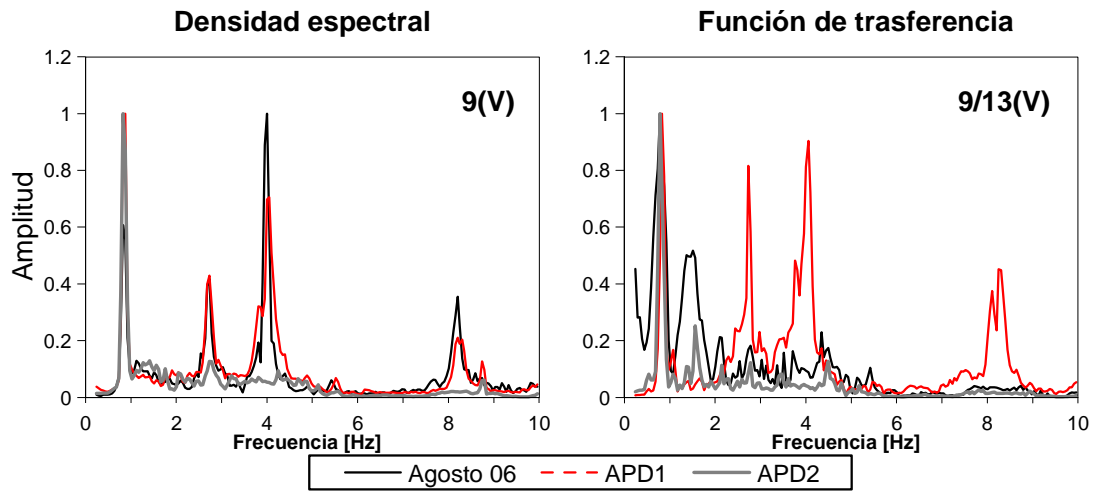 Densidad espectral
Función de trasferencia
1.2
1
0.8
0.6
0.4
0.2
0
Amplitud
9(V)
0 2 4 6 8 10
Frecuencia [Hz]
1.2
1
0.8
0.6
0.4
0.2
0
9/13(V)
0 2 4 6 8 10
Frecuencia [Hz]
Agosto 06 APD1 APD2